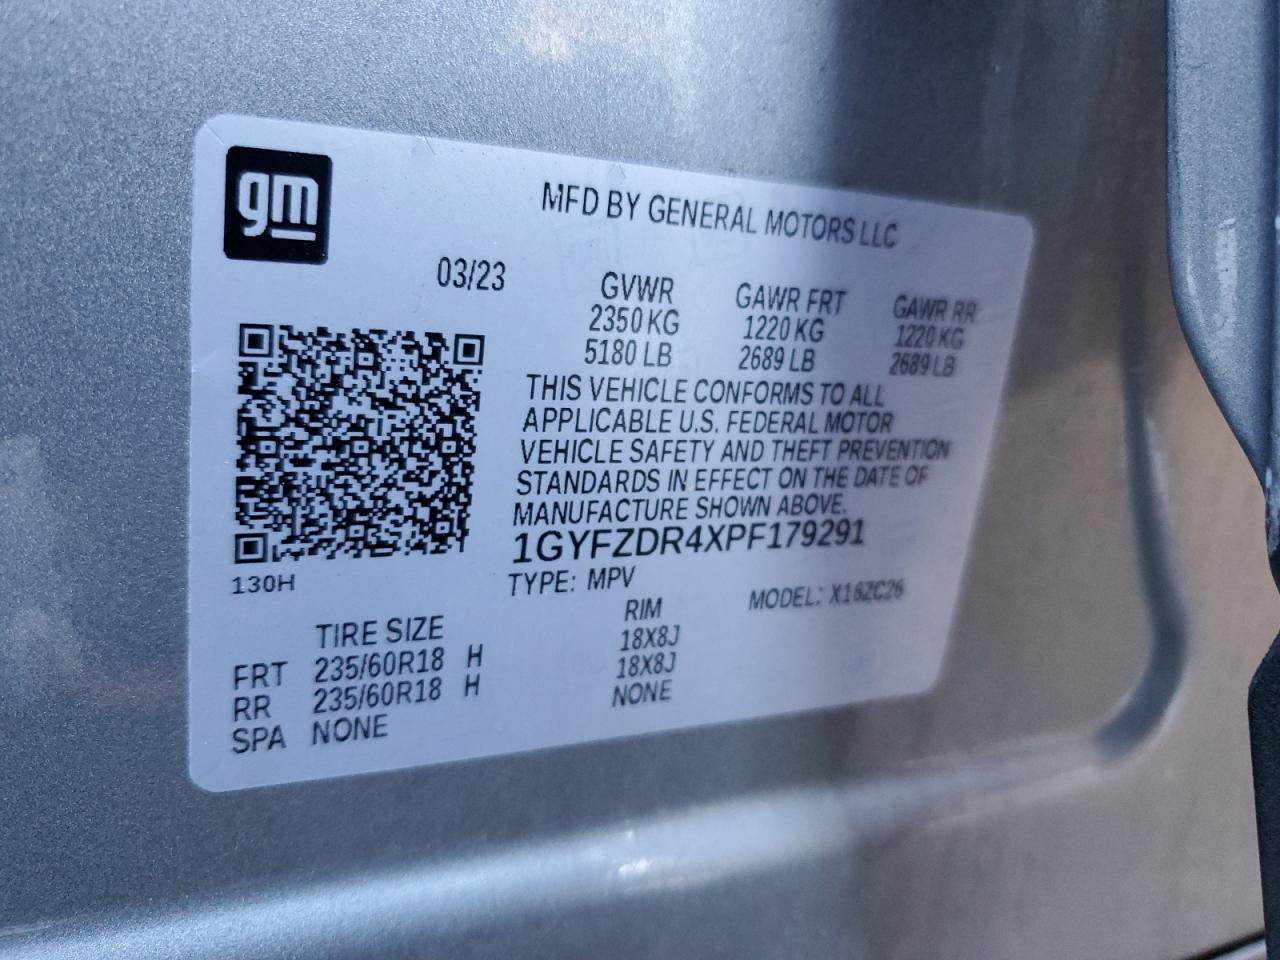 gm
MFD BY GENERAL MOTORS LLC
03/23
GVWR GAWR FRT GAWR RR
2350 KG 1220 KG 1220 KG
5180 LB 2689 LB 2689 LB
THIS VEHICLE CONFORMS TO ALL
APPLICABLE U.S. FEDERAL MOTOR
VEHICLE SAFETY AND THEFT PREVENTION
STANDARDS IN EFFECT ON THE DATE OF
MANUFACTURE SHOWN ABOVE.
1GYFZDR4XPF179291
130H
TYPE: MPV MODEL: X16ZC26
TIRE SIZE RIM
FRT 235/60R18 H 18X8J
RR 235/60R18 H 18X8J
SPA NONE NONE